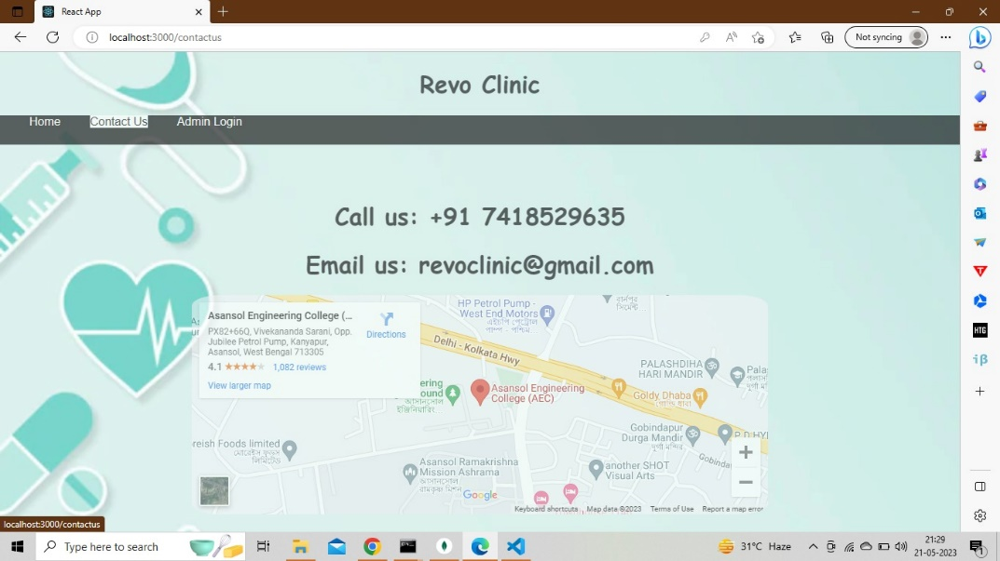 React App
localhost:3000/contactus
Not syncing
Revo Clinic
Home Contact Us Admin Login
Call us: +91 7418529635
Email us: revoclinic@gmail.com
Asansol Engineering College (...
PX82+66Q, Vivekananda Sarani, Opp.
Jubilee Petrol Pump, Kanyapur,
Asansol, West Bengal 713305
4.1 1,082 reviews
View larger map
Directions
HP Petrol Pump -
West End Motors
Delhi - Kolkata Hwy
PALASHDIHA
HARI MANDIR
Asansol Engineering
College (AEC)
Goldy Dhaba
Gobindapur
Durga Mandir
reish Foods limited
Asansol Ramakrishna
Mission Ashrama
another SHOT
Visual Arts
Google
Keyboard shortcuts Map data ©2023 Terms of Use Report a map error
HTG
localhost:3000/contactus
Type here to search
31°C Haze
21:29
21-05-2023